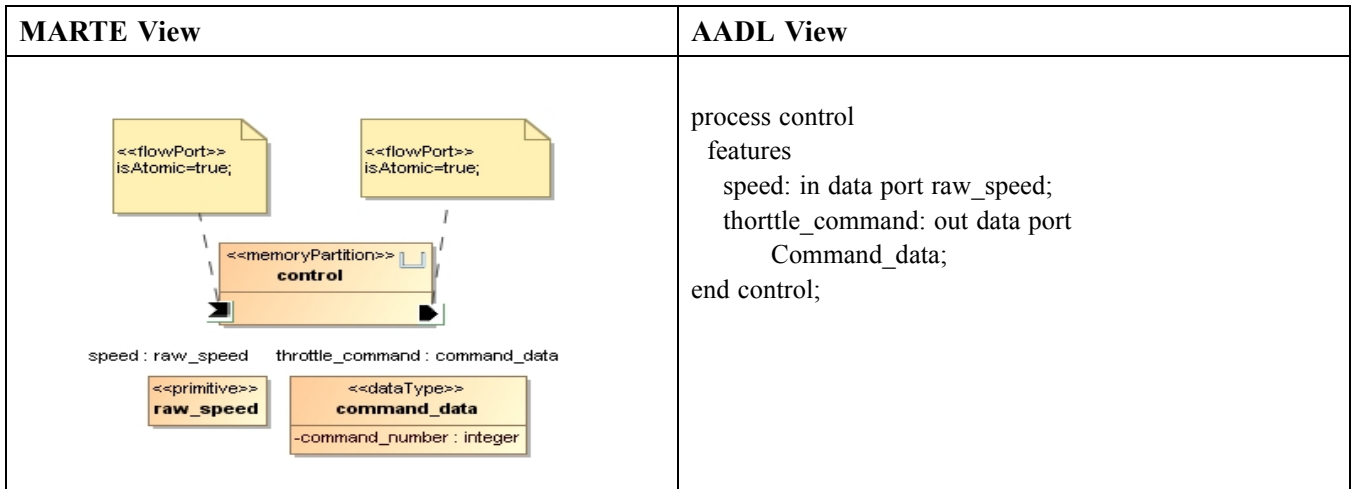 MARTE View
AADL View
<<flowPort>>
isAtomic=true;
<<flowPort>>
isAtomic=true;
<<memoryPartition>>
control
speed : raw_speed
throttle_command : command_data
<<primitive>>
raw_speed
<<dataType>>
command_data
-command_number : integer
process control
features
speed: in data port raw_speed;
thorttle_command: out data port
Command_data;
end control;